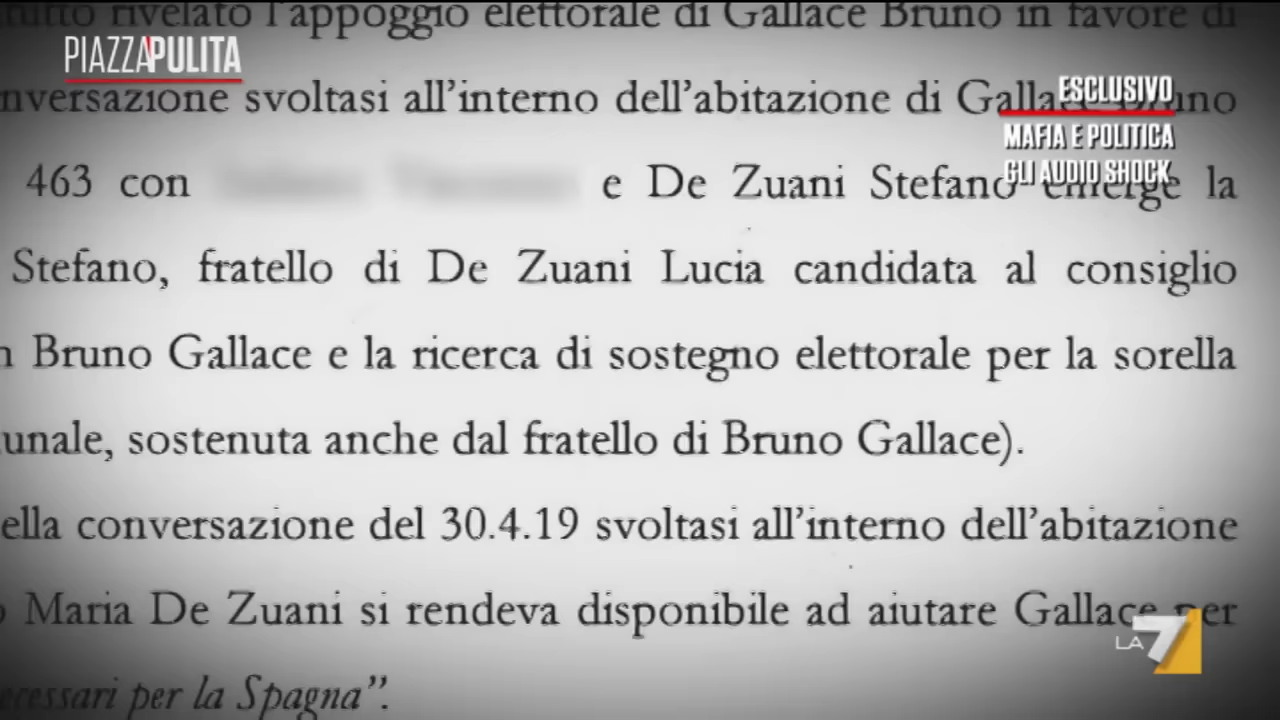 tutto rivelato l'appoggio elettorale di Gallace Bruno in favore di
PIAZZAPULITA
nversazione svoltasi all'interno dell'abitazione di Gallace Bruno
ESCLUSIVO
MAFIA E POLITICA
GLI AUDIO SHOCK
463 con e De Zuani Stefano emerge la
Stefano, fratello di De Zuani Lucia candidata al consiglio
n Bruno Gallace e la ricerca di sostegno elettorale per la sorella
unale, sostenuta anche dal fratello di Bruno Gallace).
ella conversazione del 30.4.19 svoltasi all'interno dell'abitazione
o Maria De Zuani si rendeva disponibile ad aiutare Gallace per
LA7
ecessari per la Spagna".